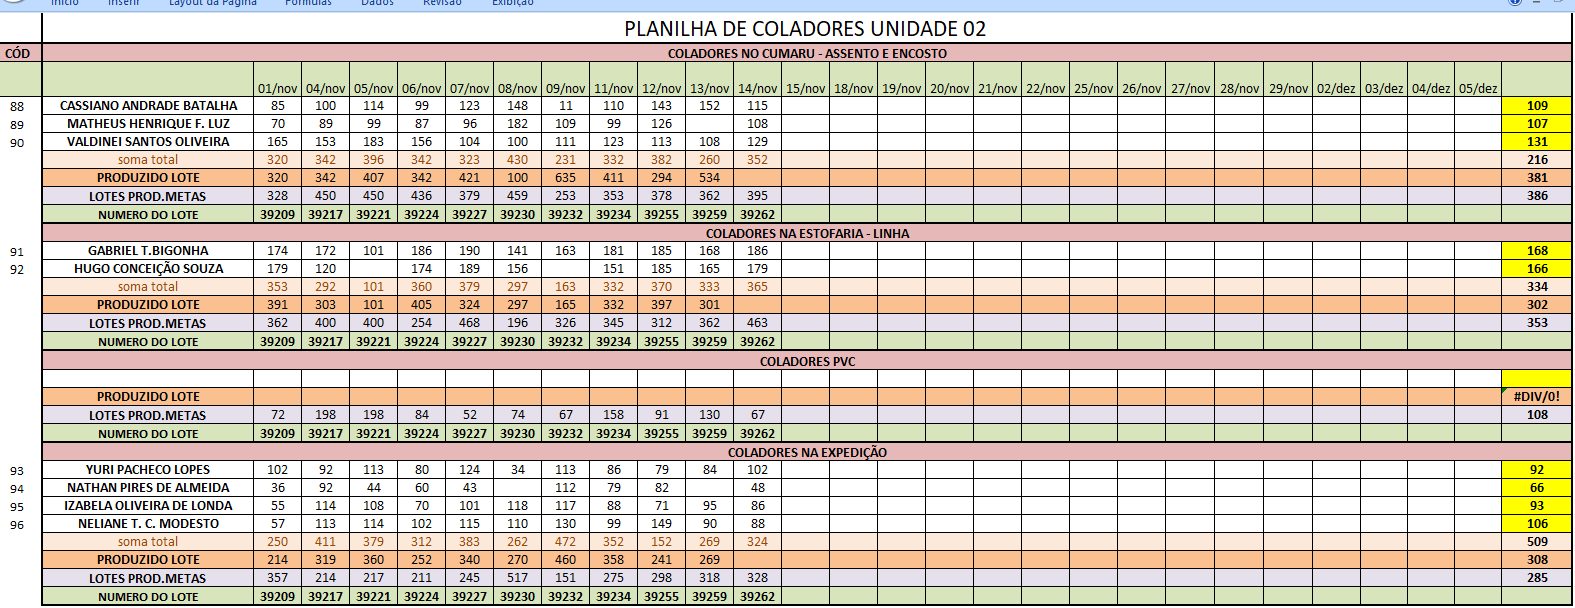 Início Inserir Layout da Página Fórmulas Dados Revisão Exibição
PLANILHA DE COLADORES UNIDADE 02
CÓD COLADORES NO CUMARU - ASSENTO E ENCOSTO
01/nov 04/nov 05/nov 06/nov 07/nov 08/nov 09/nov 11/nov 12/nov 13/nov 14/nov 15/nov 18/nov 19/nov 20/nov 21/nov 22/nov 25/nov 26/nov 27/nov 28/nov 29/nov 02/dez 03/dez 04/dez 05/dez
88 CASSIANO ANDRADE BATALHA 85 100 114 99 123 148 11 110 143 152 115 109
89 MATHEUS HENRIQUE F. LUZ 70 89 99 87 96 182 109 99 126 108 107
90 VALDINEI SANTOS OLIVEIRA 165 153 183 156 104 100 111 123 113 108 129 131
soma total 320 342 396 342 323 430 231 332 382 260 352 216
PRODUZIDO LOTE 320 342 407 342 421 100 635 411 294 534 381
LOTES PROD.METAS 328 450 450 436 379 459 253 353 378 362 395 386
NUMERO DO LOTE 39209 39217 39221 39224 39227 39230 39232 39234 39255 39259 39262
COLADORES NA ESTOFARIA - LINHA
91 GABRIEL T.BIGONHA 174 172 101 186 190 141 163 181 185 168 186 168
92 HUGO CONCEIÇÃO SOUZA 179 120 174 189 156 151 185 165 179 166
soma total 353 292 101 360 379 297 163 332 370 333 365 334
PRODUZIDO LOTE 391 303 101 405 324 297 165 332 397 301 302
LOTES PROD.METAS 362 400 400 254 468 196 326 345 312 362 463 353
NUMERO DO LOTE 39209 39217 39221 39224 39227 39230 39232 39234 39255 39259 39262
COLADORES PVC
PRODUZIDO LOTE #DIV/0!
LOTES PROD.METAS 72 198 198 84 52 74 67 158 91 130 67 108
NUMERO DO LOTE 39209 39217 39221 39224 39227 39230 39232 39234 39255 39259 39262
COLADORES NA EXPEDIÇÃO
93 YURI PACHECO LOPES 102 92 113 80 124 34 113 86 79 84 102 92
94 NATHAN PIRES DE ALMEIDA 36 92 44 60 43 112 79 82 48 66
95 IZABELA OLIVEIRA DE LONDA 55 114 108 70 101 118 117 88 71 95 86 93
96 NELIANE T. C. MODESTO 57 113 114 102 115 110 130 99 149 90 88 106
soma total 250 411 379 312 383 262 472 352 152 269 324 509
PRODUZIDO LOTE 214 319 360 252 340 270 460 358 241 269 308
LOTES PROD.METAS 357 214 217 211 245 517 151 275 298 318 328 285
NUMERO DO LOTE 39209 39217 39221 39224 39227 39230 39232 39234 39255 39259 39262